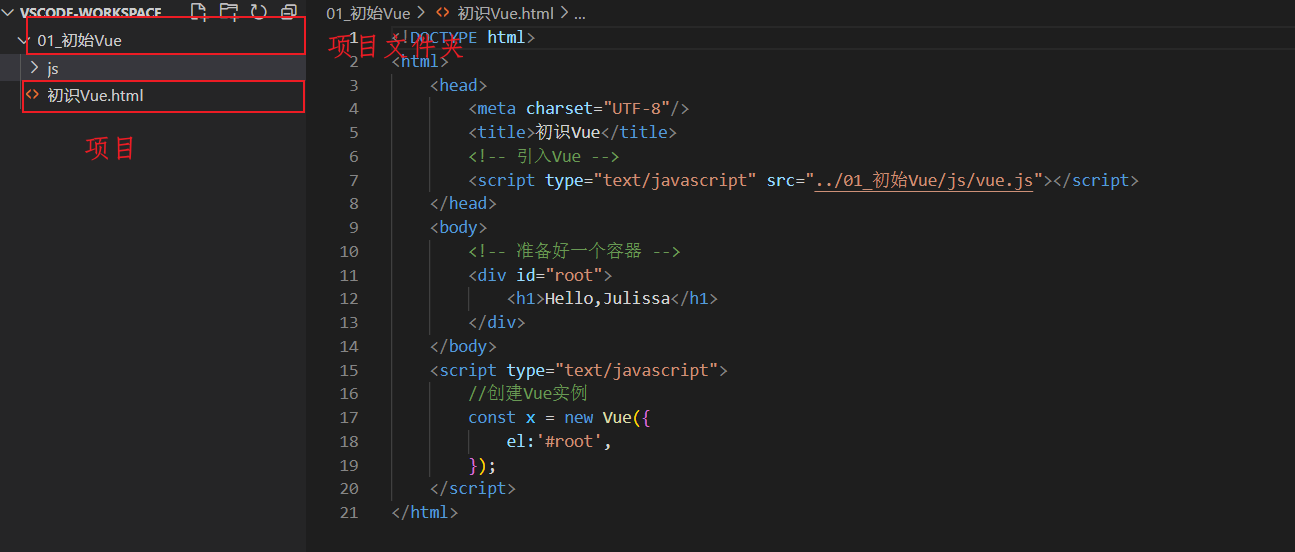 VSCODE-WORKSPACE
01_初始Vue
js
初识Vue.html
项目
01_初始Vue > 初识Vue.html > ...
项目文件夹
1 <!DOCTYPE html>
2 <html>
3 <head>
4 <meta charset="UTF-8"/>
5 <title>初识Vue</title>
6 <!-- 引入Vue -->
7 <script type="text/javascript" src="../01_初始Vue/js/vue.js"></script>
8 </head>
9 <body>
10 <!-- 准备好一个容器 -->
11 <div id="root">
12 <h1>Hello,Julissa</h1>
13 </div>
14 </body>
15 <script type="text/javascript">
16 //创建Vue实例
17 const x = new Vue({
18 el:'#root',
19 });
20 </script>
21 </html>